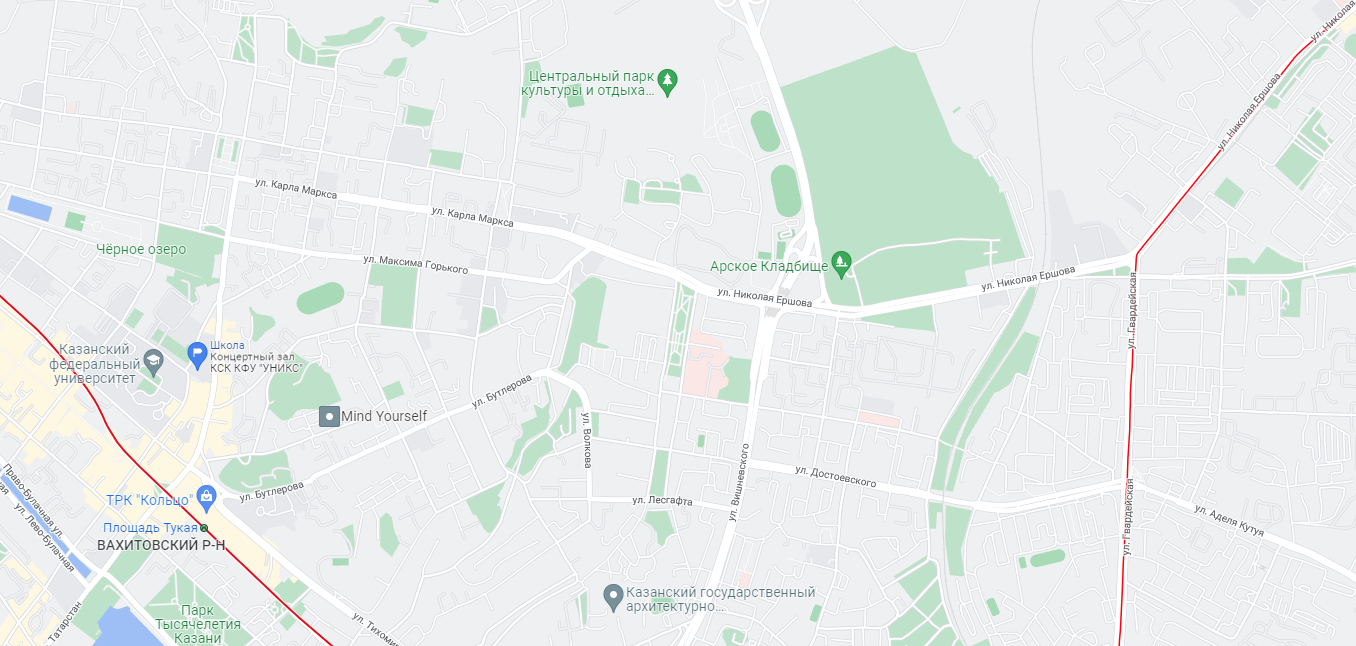 ул. Николая
Центральный парк
культуры и отдыха...
ул. Николая Ершова
ул. Карла Маркса
ул. Карла Маркса
Чёрное озеро
ул. Максима Горького
Арское Кладбище
ул. Николая Ершова
ул. Николая Ершова
ул. Гвардейская
Казанский
федеральный
университет
Школа
Концертный зал
КСК КФУ "УНИКС"
ул. Бутлерова
Mind Yourself
ул. Волкова
ул. Вишневского
ул. Достоевского
Право-Булачная ул.
ул. Лево-Булачная
ая
ТРК "Кольцо"
ул. Бутлерова
ул. Лесгафта
ул. Гвардейская
ул. Аделя Кутуя
Площадь Тукая
ВАХИТОВСКИЙ Р-Н
Казанский государственный
архитектурно...
Парк
Тысячелетия
Казани
Татарстан
ул. Тихомир